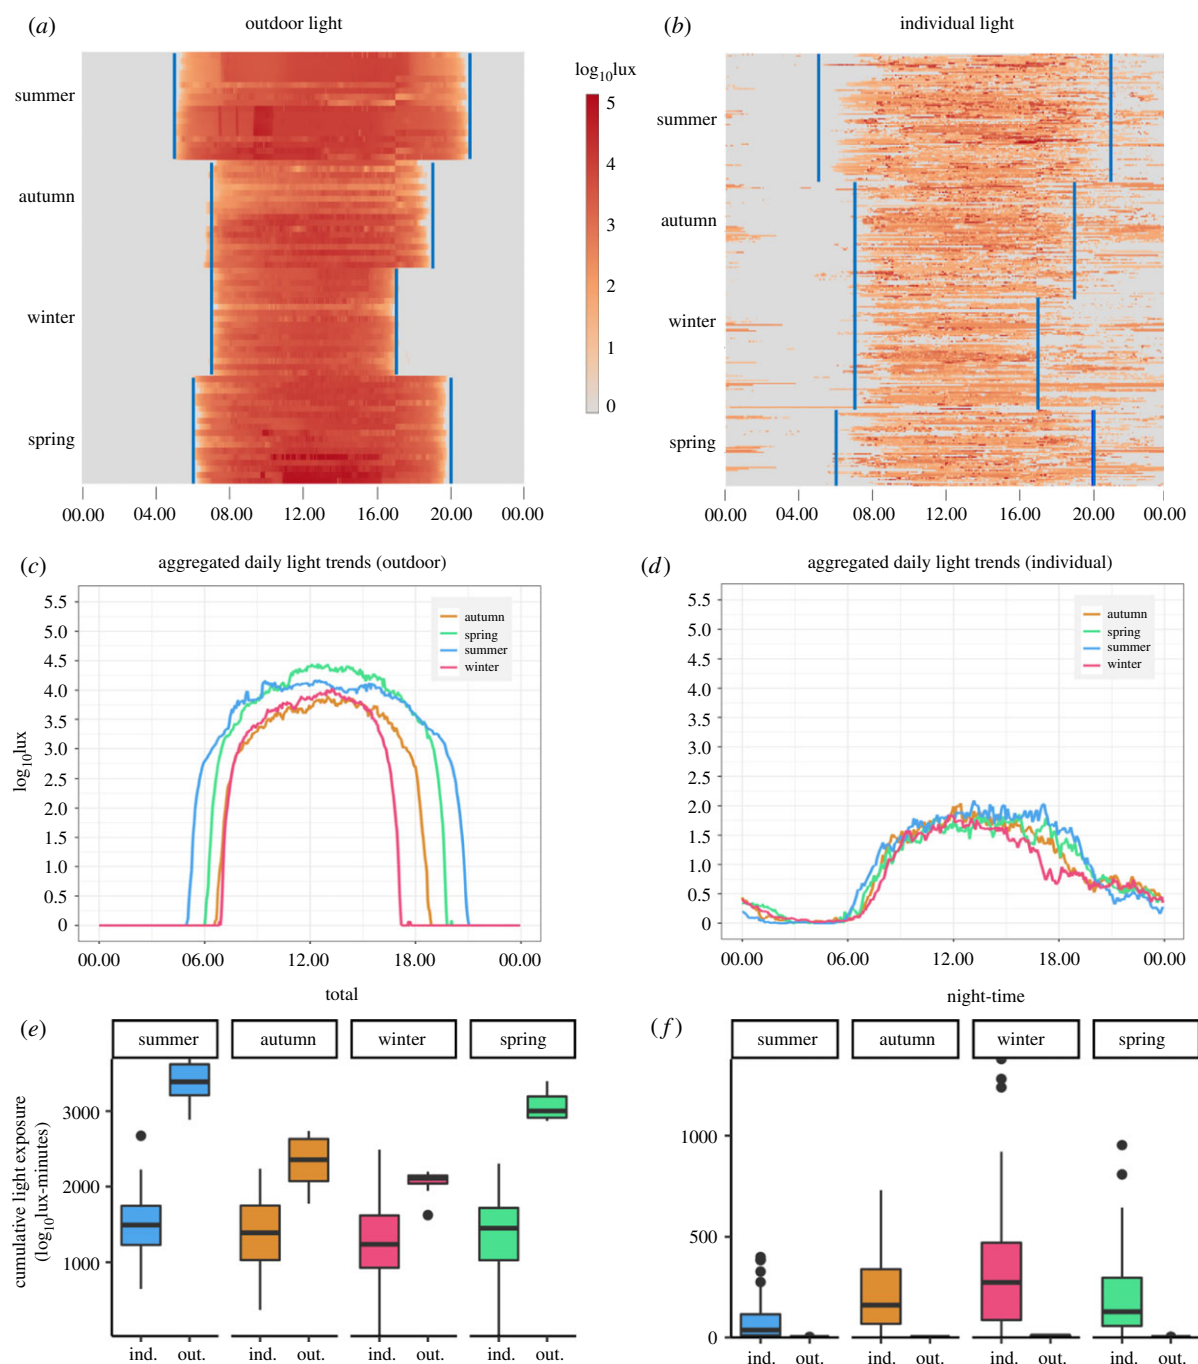 (a)
outdoor light
(b)
individual light
log10lux
5
4
3
2
1
0
summer
autumn
winter
spring
00.00 04.00 08.00 12.00 16.00 20.00 00.00
summer
autumn
winter
spring
00.00 04.00 08.00 12.00 16.00 20.00 00.00
(c)
aggregated daily light trends (outdoor)
5.5
5.0
4.5
4.0
3.5
3.0
2.5
2.0
1.5
1.0
0.5
0
log10lux
autumn
spring
summer
winter
00.00 06.00 12.00 18.00 00.00
(d)
aggregated daily light trends (individual)
5.5
5.0
4.5
4.0
3.5
3.0
2.5
2.0
1.5
1.0
0.5
0
autumn
spring
summer
winter
00.00 06.00 12.00 18.00 00.00
(e)
total
summer autumn winter spring
cumulative light exposure
(log10lux-minutes)
3000
2000
1000
ind. out. ind. out. ind. out. ind. out.
(f)
night-time
summer autumn winter spring
1000
500
0
ind. out. ind. out. ind. out. ind. out.